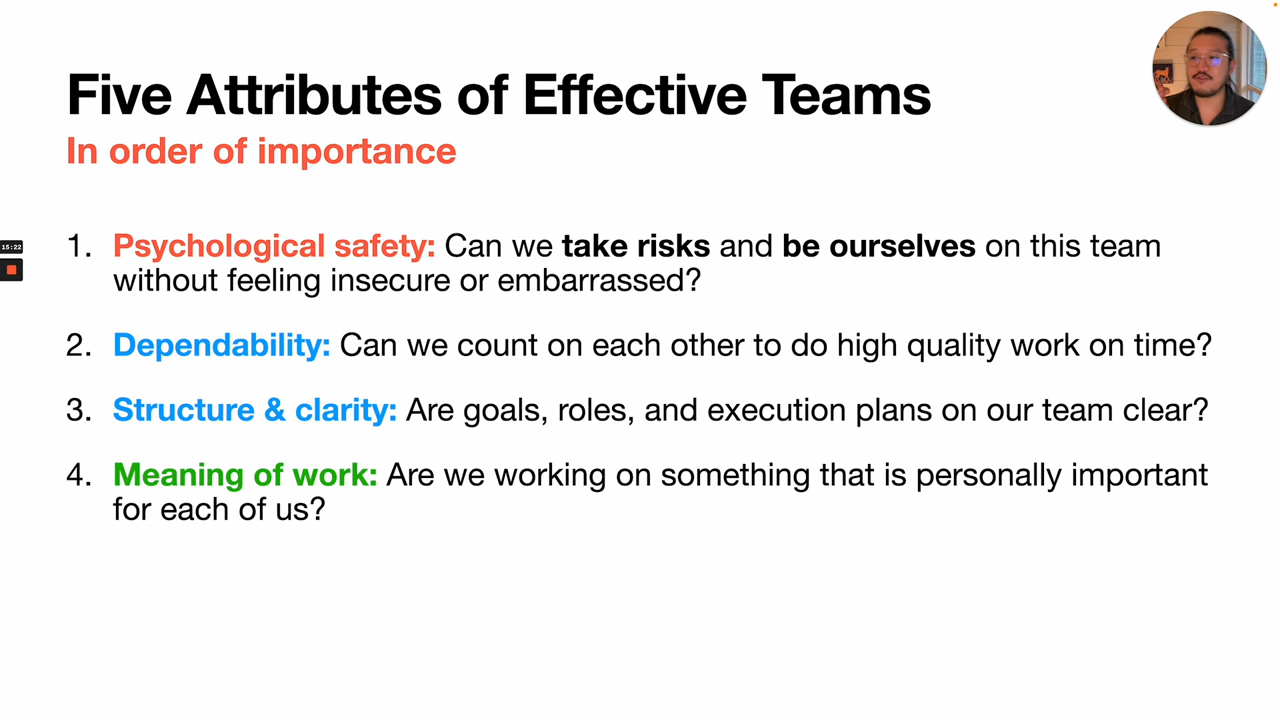 Five Attributes of Effective Teams
In order of importance
15:22
1. Psychological safety: Can we take risks and be ourselves on this team
without feeling insecure or embarrassed?
2. Dependability: Can we count on each other to do high quality work on time?
3. Structure & clarity: Are goals, roles, and execution plans on our team clear?
4. Meaning of work: Are we working on something that is personally important
for each of us?